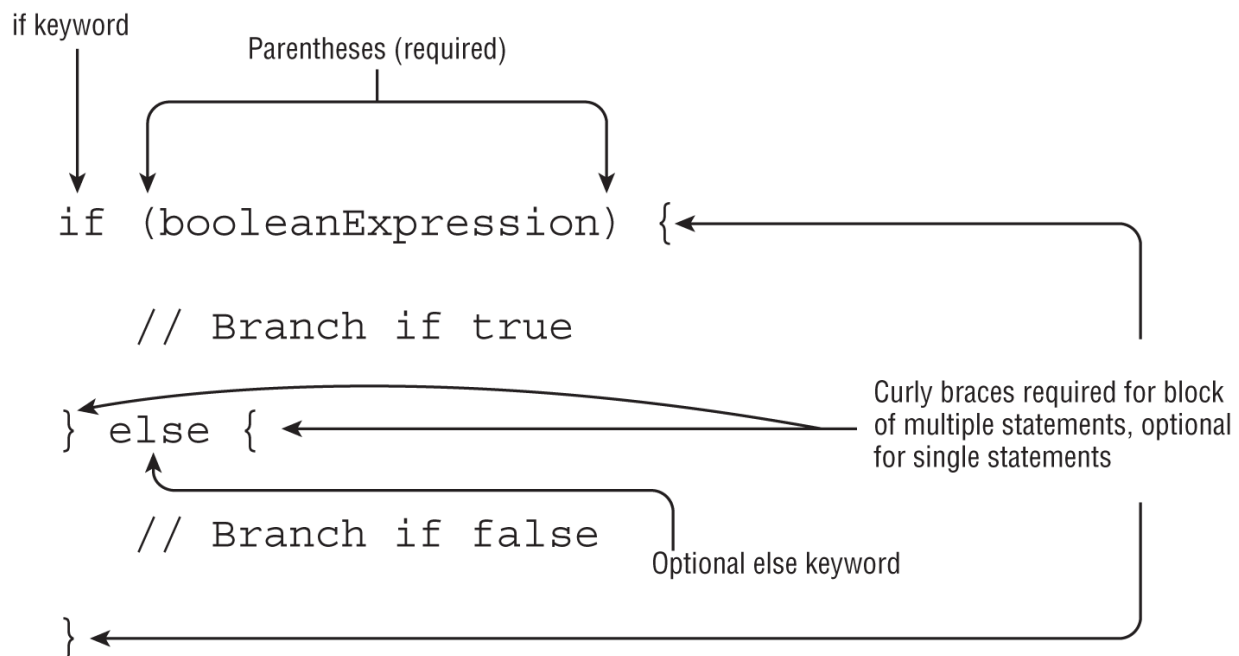 if keyword
Parentheses (required)
if (booleanExpression) {
// Branch if true
} else {
Curly braces required for block
of multiple statements, optional
for single statements
// Branch if false
Optional else keyword
}